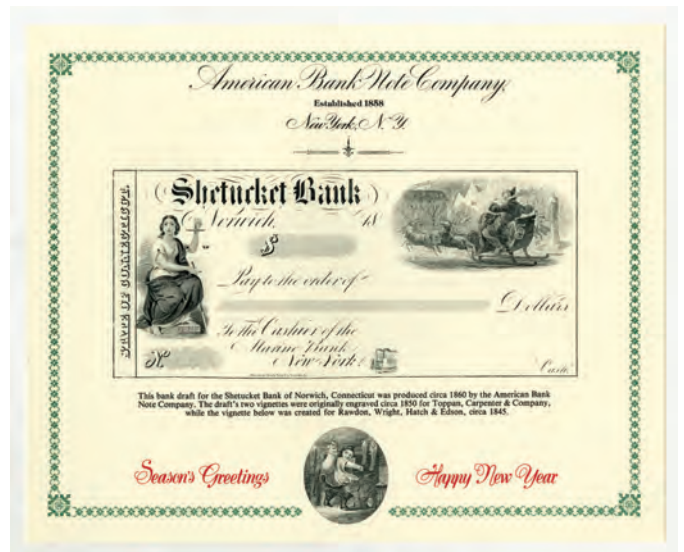 American Bank Note Company,
Established 1858
New York, N. Y.
STATE OF CONNECTICUT
Shetucket Bank
Norwich, 18
$
Pay to the order of
Dollars
To the Cashier of the
Marine Bank
New York.
No.
Cash.
This bank draft for the Shetucket Bank of Norwich, Connecticut was produced circa 1860 by the American Bank
Note Company. The draft's two vignettes were originally engraved circa 1850 for Toppan, Carpenter & Company,
while the vignette below was created for Rawdon, Wright, Hatch & Edson, circa 1845.
Season's Greetings
Happy New Year